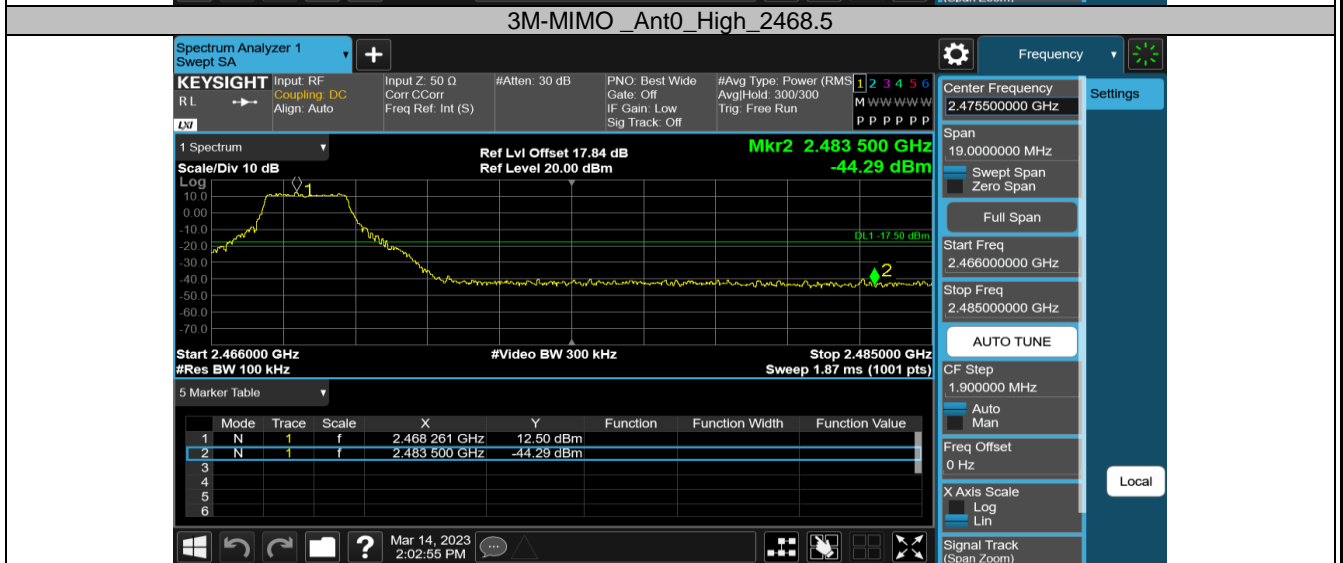 (Span Zoom)
3M-MIMO _Ant0_High_2468.5
Spectrum Analyzer 1
Swept SA
+
Frequency
KEYSIGHT
Input: RF
Input Z: 50 Ω
#Atten: 30 dB
PNO: Best Wide
#Avg Type: Power (RMS
1 2 3 4 5 6
R L
Coupling: DC
Corr CCorr
Gate: Off
Avg|Hold: 300/300
M W W W W W
Align: Auto
Freq Ref: Int (S)
IF Gain: Low
Trig: Free Run
P P P P P P
Sig Track: Off
LXI
1 Spectrum
Ref Lvl Offset 17.84 dB
Mkr2 2.483 500 GHz
Scale/Div 10 dB
Ref Level 20.00 dBm
-44.29 dBm
Log
10.0
0.00
-10.0
-20.0
-30.0
-40.0
-50.0
-60.0
-70.0
1
DL1 -17.50 dBm
2
Start 2.466000 GHz
#Video BW 300 kHz
Stop 2.485000 GHz
#Res BW 100 kHz
Sweep 1.87 ms (1001 pts)
5 Marker Table
Mode Trace Scale X Y Function Function Width Function Value
1 N 1 f 2.468 261 GHz 12.50 dBm
2 N 1 f 2.483 500 GHz -44.29 dBm
3
4
5
6
?
Mar 14, 2023
2:02:55 PM
Center Frequency
2.475500000 GHz
Settings
Span
19.0000000 MHz
Swept Span
Zero Span
Full Span
Start Freq
2.466000000 GHz
Stop Freq
2.485000000 GHz
AUTO TUNE
CF Step
1.900000 MHz
Auto
Man
Freq Offset
0 Hz
X Axis Scale
Log
Lin
Local
Signal Track
(Span Zoom)